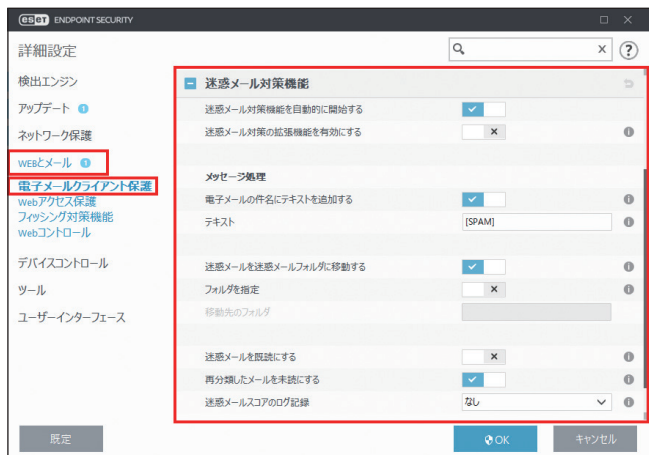 eset ENDPOINT SECURITY
詳細設定
検出エンジン
アップデート 1
ネットワーク保護
WEBとメール 1
電子メールクライアント保護
Webアクセス保護
フィッシング対策機能
Webコントロール
デバイスコントロール
ツール
ユーザーインターフェース
迷惑メール対策機能
迷惑メール対策機能を自動的に開始する
迷惑メール対策の拡張機能を有効にする
メッセージ処理
電子メールの件名にテキストを追加する
テキスト [SPAM]
迷惑メールを迷惑メールフォルダに移動する
フォルダを指定
移動先のフォルダ
迷惑メールを既読にする
再分類したメールを未読にする
迷惑メールスコアのログ記録 なし
既定 OK キャンセル